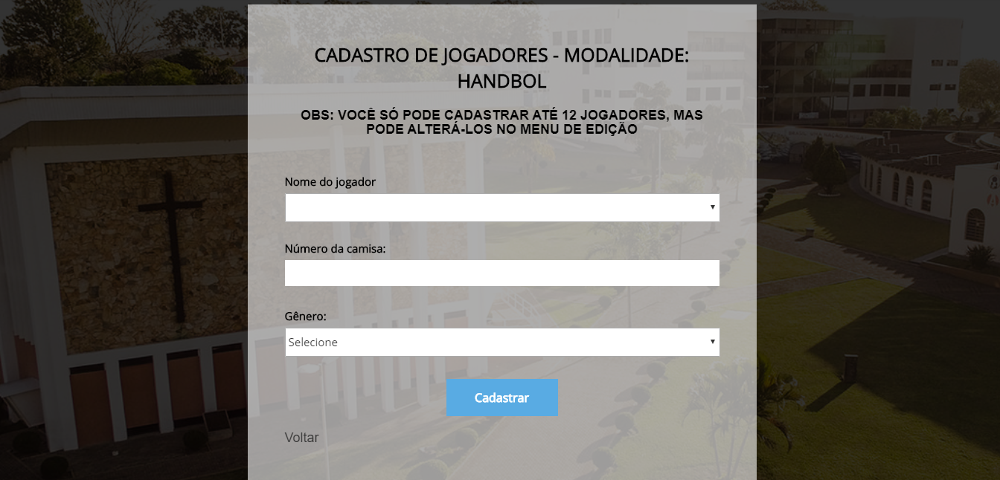 CADASTRO DE JOGADORES - MODALIDADE:
HANDBOL
OBS: VOCÊ SÓ PODE CADASTRAR ATÉ 12 JOGADORES, MAS
PODE ALTERÁ-LOS NO MENU DE EDIÇÃO
Nome do jogador
Número da camisa:
Gênero:
Selecione
Cadastrar
Voltar